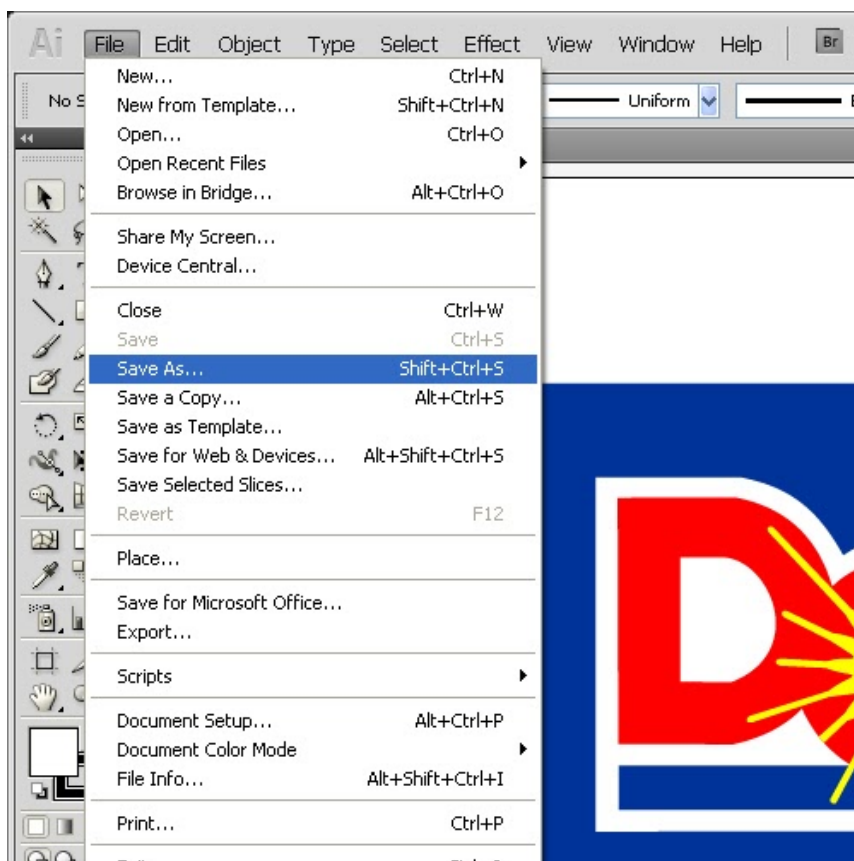 Ai File Edit Object Type Select Effect View Window Help Br
No S
Uniform
New... Ctrl+N
New from Template... Shift+Ctrl+N
Open... Ctrl+O
Open Recent Files
Browse in Bridge... Alt+Ctrl+O
Share My Screen...
Device Central...
Close Ctrl+W
Save Ctrl+S
Save As... Shift+Ctrl+S
Save a Copy... Alt+Ctrl+S
Save as Template...
Save for Web & Devices... Alt+Shift+Ctrl+S
Save Selected Slices...
Revert F12
Place...
Save for Microsoft Office...
Export...
Scripts
Document Setup... Alt+Ctrl+P
Document Color Mode
File Info... Alt+Shift+Ctrl+I
Print... Ctrl+P
D